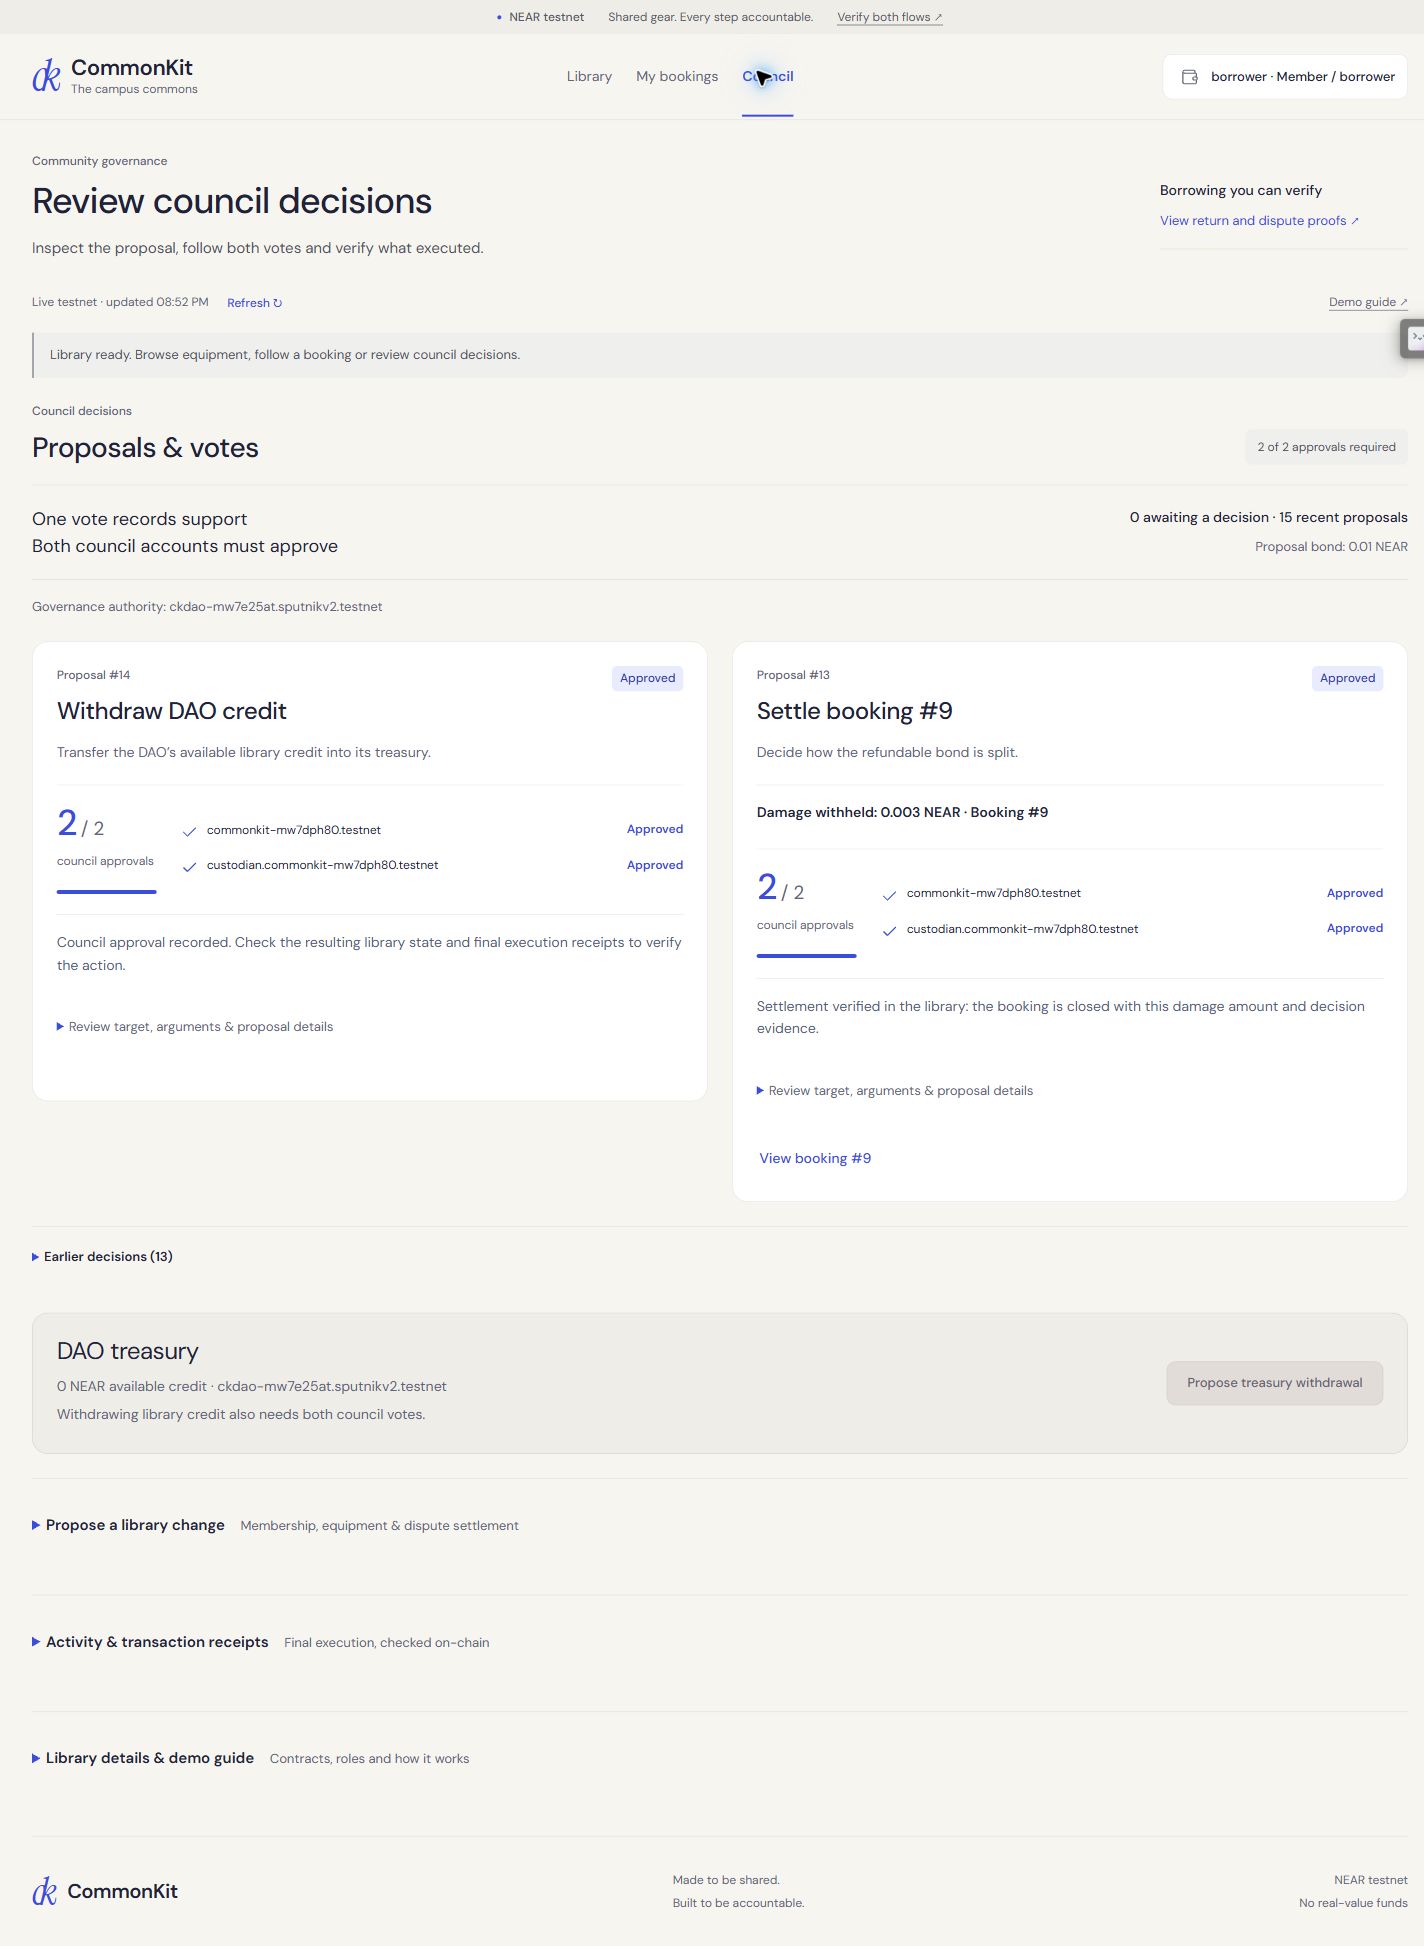 NEAR testnet
Shared gear. Every step accountable.
Verify both flows ↗
dk CommonKit
The campus commons
Library
My bookings
Council
borrower · Member / borrower
Community governance
Review council decisions
Inspect the proposal, follow both votes and verify what executed.
Borrowing you can verify
View return and dispute proofs ↗
Live testnet · updated 08:52 PM
Refresh ↻
Demo guide ↗
Library ready. Browse equipment, follow a booking or review council decisions.
Council decisions
Proposals & votes
2 of 2 approvals required
One vote records support
Both council accounts must approve
0 awaiting a decision · 15 recent proposals
Proposal bond: 0.01 NEAR
Governance authority: ckdao-mw7e25at.sputnikv2.testnet
Proposal #14
Approved
Withdraw DAO credit
Transfer the DAO's available library credit into its treasury.
2 / 2
council approvals
commonkit-mw7dph80.testnet
Approved
custodian.commonkit-mw7dph80.testnet
Approved
Council approval recorded. Check the resulting library state and final execution receipts to verify
the action.
Review target, arguments & proposal details
Proposal #13
Approved
Settle booking #9
Decide how the refundable bond is split.
Damage withheld: 0.003 NEAR · Booking #9
2 / 2
council approvals
commonkit-mw7dph80.testnet
Approved
custodian.commonkit-mw7dph80.testnet
Approved
Settlement verified in the library: the booking is closed with this damage amount and decision
evidence.
Review target, arguments & proposal details
View booking #9
Earlier decisions (13)
DAO treasury
0 NEAR available credit · ckdao-mw7e25at.sputnikv2.testnet
Withdrawing library credit also needs both council votes.
Propose treasury withdrawal
Propose a library change
Membership, equipment & dispute settlement
Activity & transaction receipts
Final execution, checked on-chain
Library details & demo guide
Contracts, roles and how it works
dk CommonKit
Made to be shared.
Built to be accountable.
NEAR testnet
No real-value funds